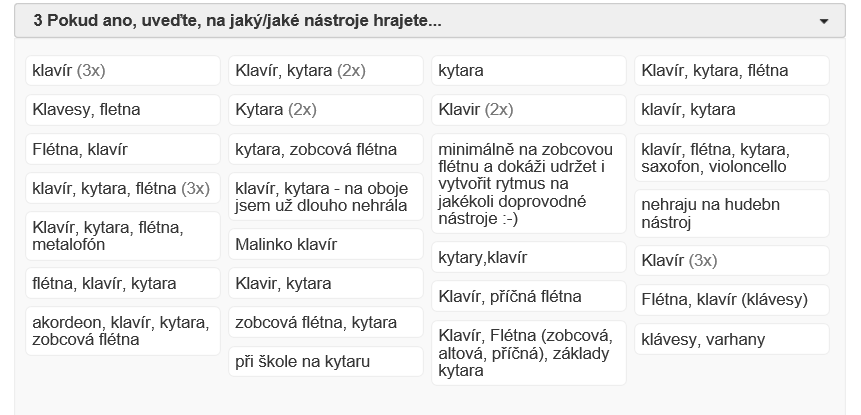 3 Pokud ano, uveďte, na jaký/jaké nástroje hrajete...
klavír (3x)
Klavesy, fletna
Flétna, klavír
klavír, kytara, flétna (3x)
Klavír, kytara, flétna,
metalofón
flétna, klavír, kytara
akordeon, klavír, kytara,
zobcová flétna
Klavír, kytara (2x)
Kytara (2x)
kytara, zobcová flétna
klavír, kytara - na oboje
jsem už dlouho nehrála
Malinko klavír
Klavir, kytara
zobcová flétna, kytara
při škole na kytaru
kytara
Klavir (2x)
minimálně na zobcovou
flétnu a dokáži udržet i
vytvořit rytmus na
jakékoli doprovodné
nástroje :-)
kytary,klavír
Klavír, příčná flétna
Klavír, Flétna (zobcová,
altová, příčná), základy
kytara
Klavír, kytara, flétna
klavír, kytara
klavír, flétna, kytara,
saxofon, violoncello
nehraju na hudebn
nástroj
Klavír (3x)
Flétna, klavír (klávesy)
klávesy, varhany